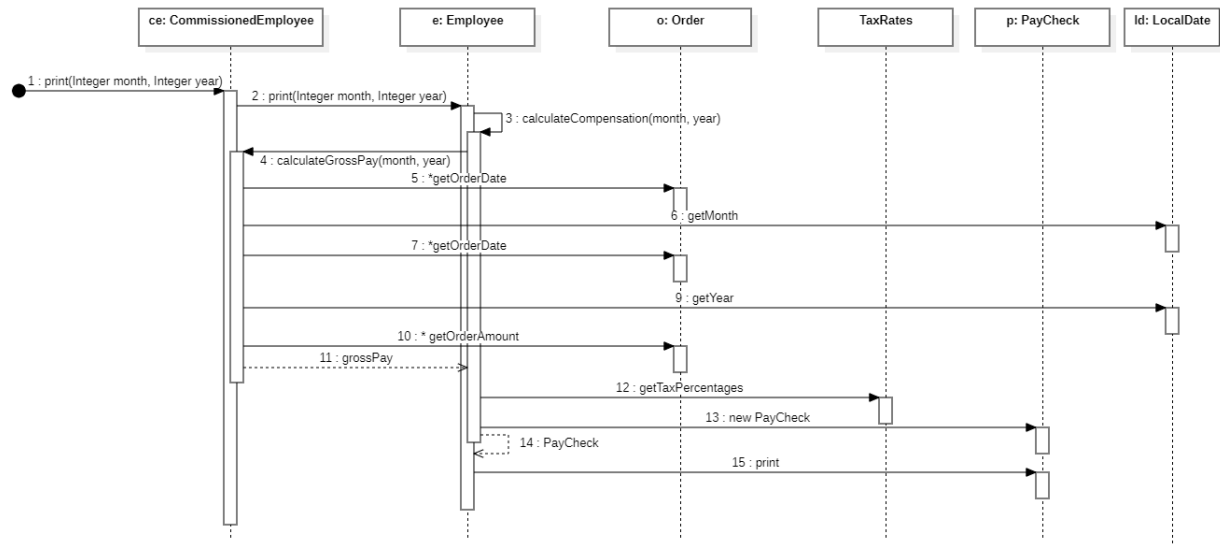 ce: CommissionedEmployee
e: Employee
o: Order
TaxRates
p: PayCheck
ld: LocalDate
1 : print(Integer month, Integer year)
2 : print(Integer month, Integer year)
3 : calculateCompensation(month, year)
4 : calculateGrossPay(month, year)
5 : *getOrderDate
6 : getMonth
7 : *getOrderDate
9 : getYear
10 : * getOrderAmount
11 : grossPay
12 : getTaxPercentages
13 : new PayCheck
14 : PayCheck
15 : print